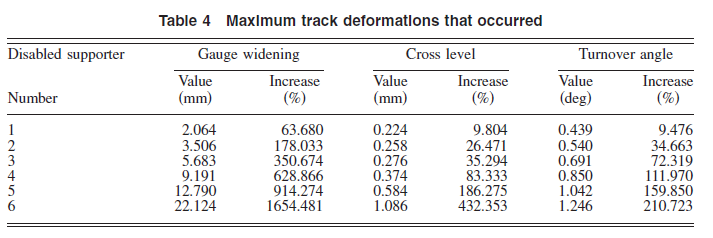 Table 4 Maximum track deformations that occurred
Disabled supporter Gauge widening Cross level Turnover angle
Value Increase Value Increase Value Increase
Number (mm) (%) (mm) (%) (deg) (%)
1 2.064 63.680 0.224 9.804 0.439 9.476
2 3.506 178.033 0.258 26.471 0.540 34.663
3 5.683 350.674 0.276 35.294 0.691 72.319
4 9.191 628.866 0.374 83.333 0.850 111.970
5 12.790 914.274 0.584 186.275 1.042 159.850
6 22.124 1654.481 1.086 432.353 1.246 210.723